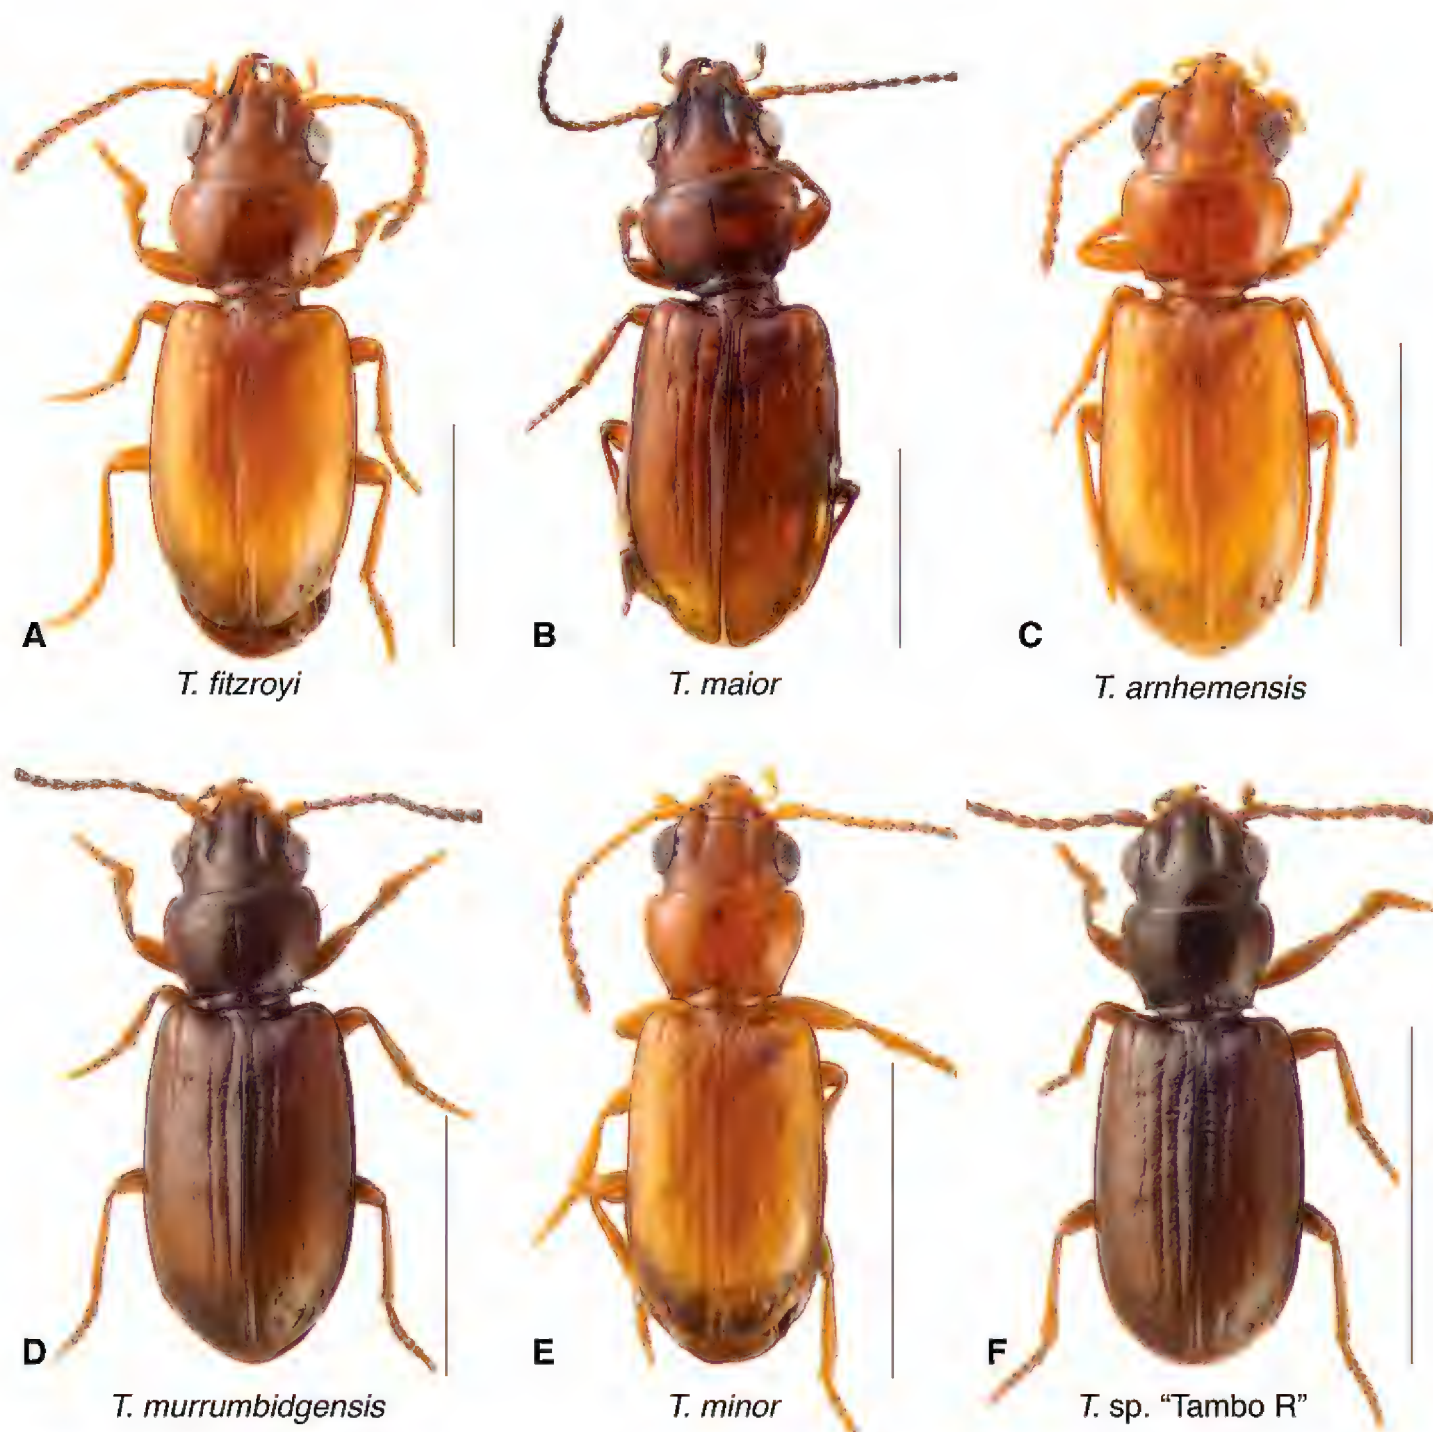 A
T. fitzroyi
B
T. maior
C
T. arnhemensis
D
T. murrumbidgensis
E
T. minor
F
T. sp. “Tambo R”